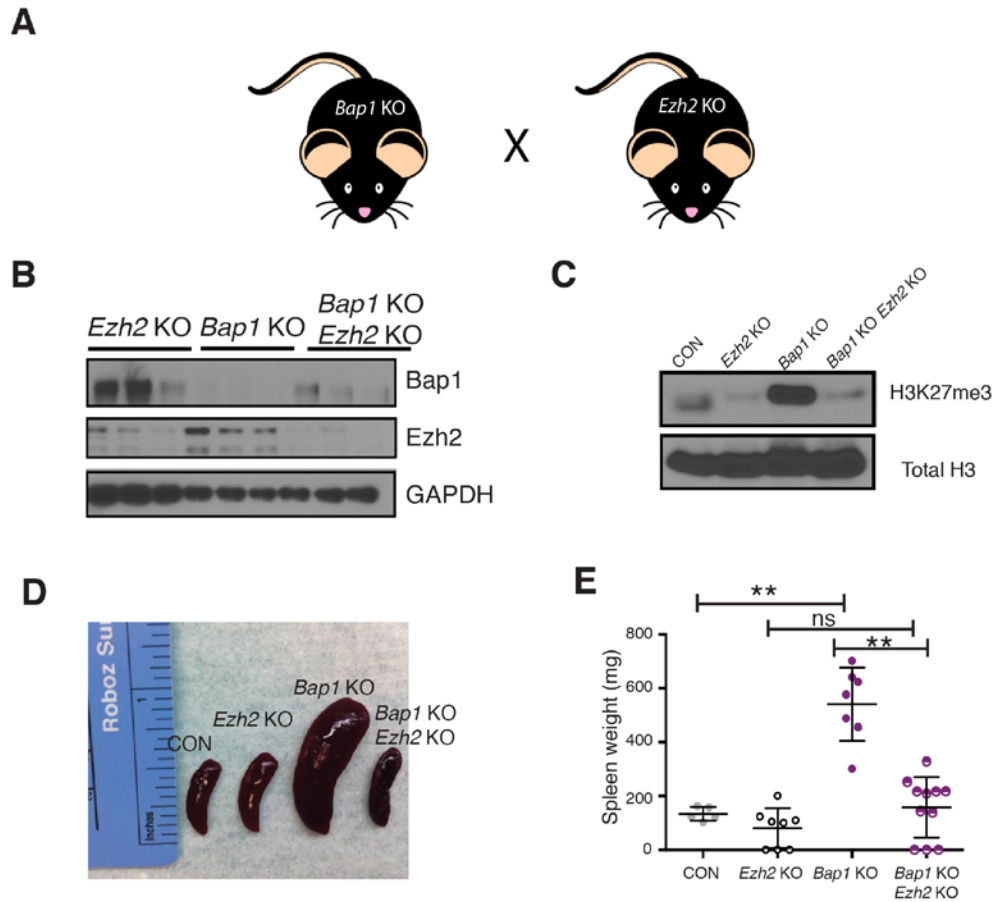 A
Bap1 KO
X
Ezh2 KO
B
Ezh2 KO
Bap1 KO
Bap1 KO
Ezh2 KO
Bap1
Ezh2
GAPDH
C
CON
Ezh2 KO
Bap1 KO
Bap1 KO Ezh2 KO
H3K27me3
Total H3
D
Roboz Su
1
inches
CON
Ezh2 KO
Bap1 KO
Bap1 KO
Ezh2 KO
E
**
ns
**
Spleen weight (mg)
800
600
400
200
0
CON
Ezh2 KO
Bap1 KO
Bap1 KO
Ezh2 KO